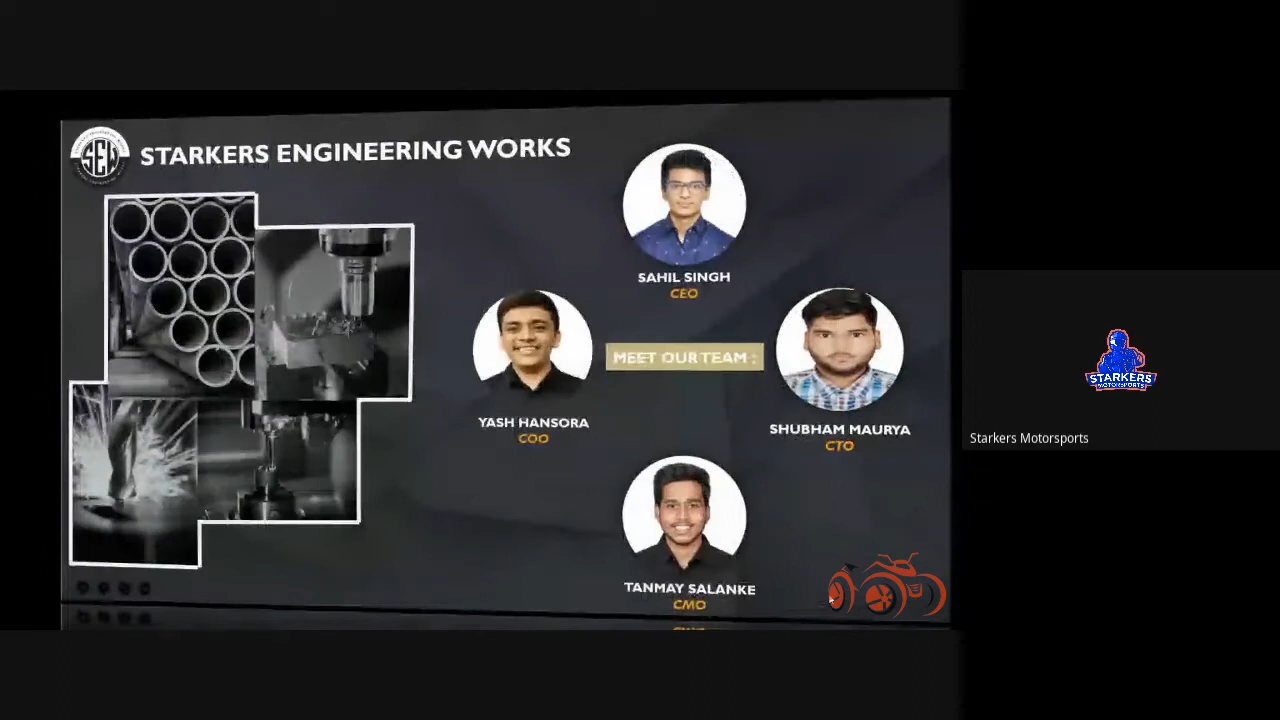 SEW
STARKERS ENGINEERING WORKS
SAHIL SINGH
CEO
MEET OUR TEAM :
YASH HANSORA
COO
SHUBHAM MAURYA
CTO
TANMAY SALANKE
CMO
STARKERS
MOTORSPORTS
Starkers Motorsports